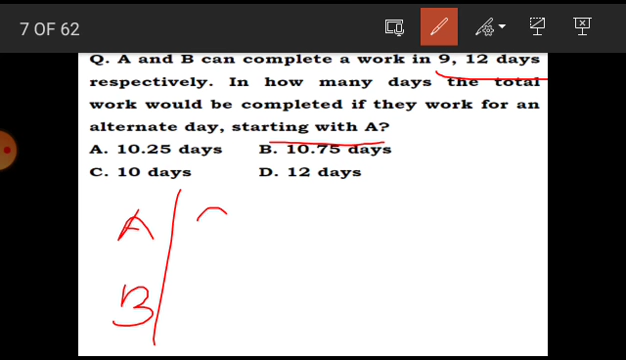 7 OF 62
Q. A and B can complete a work in 9, 12 days
respectively. In how many days the total
work would be completed if they work for an
alternate day, starting with A?
A. 10.25 days B. 10.75 days
C. 10 days D. 12 days
A
B